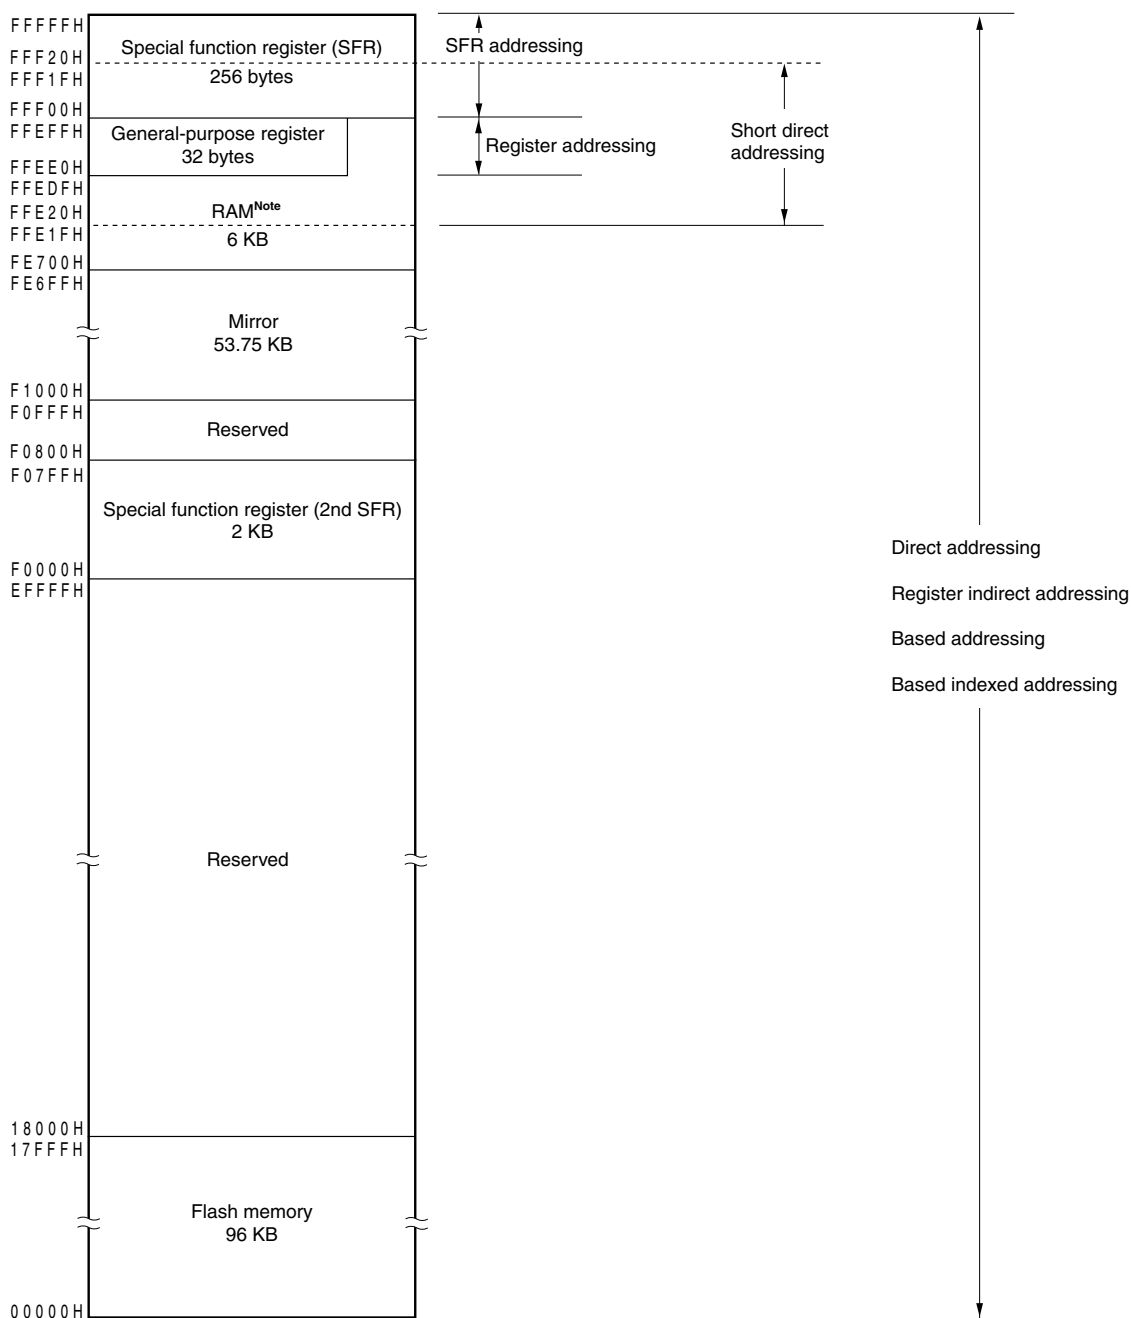 FFFFFH
FFF20H
FFF1FH
FFF00H
FFEFFH
FFEE0H
FFEDFH
FFE20H
FFE1FH
FE700H
FE6FFH
F1000H
F0FFFH
F0800H
F07FFH
F0000H
EFFFFH
18000H
17FFFH
00000H
Special function register (SFR)
256 bytes
General-purpose register
32 bytes
RAMNote
6 KB
Mirror
53.75 KB
Reserved
Special function register (2nd SFR)
2 KB
Reserved
Flash memory
96 KB
SFR addressing
Register addressing
Short direct
addressing
Direct addressing
Register indirect addressing
Based addressing
Based indexed addressing